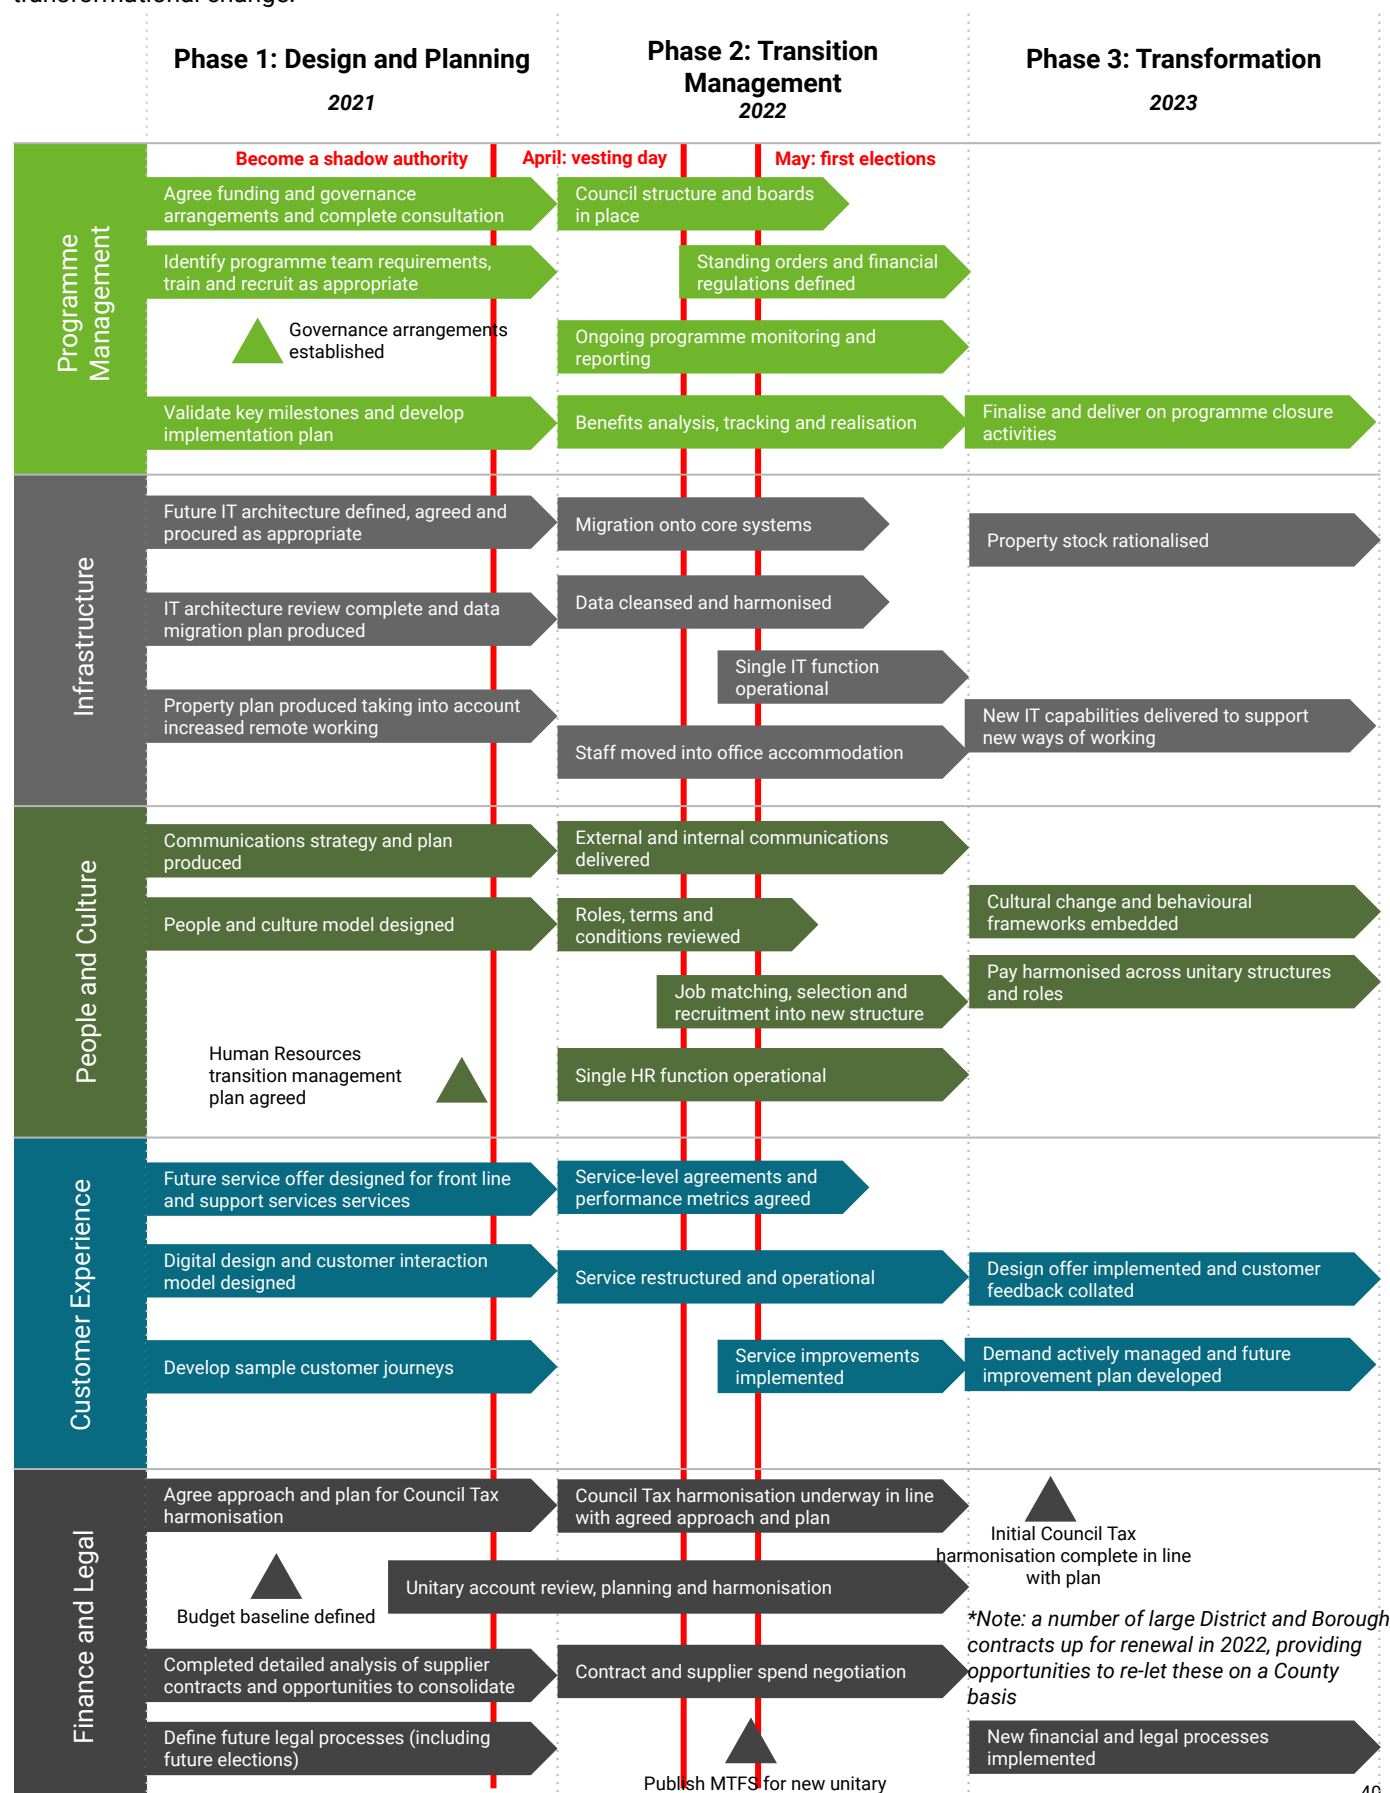 transformational change.
Phase 1: Design and Planning
2021
Phase 2: Transition
Management
2022
Phase 3: Transformation
2023
Become a shadow authority
April: vesting day
May: first elections
Programme
Management
Agree funding and governance
arrangements and complete consultation
Council structure and boards
in place
Identify programme team requirements,
train and recruit as appropriate
Standing orders and financial
regulations defined
Governance arrangements
established
Ongoing programme monitoring and
reporting
Validate key milestones and develop
implementation plan
Benefits analysis, tracking and realisation
Finalise and deliver on programme closure
activities
Infrastructure
Future IT architecture defined, agreed and
procured as appropriate
Migration onto core systems
Property stock rationalised
IT architecture review complete and data
migration plan produced
Data cleansed and harmonised
Single IT function
operational
Property plan produced taking into account
increased remote working
Staff moved into office accommodation
New IT capabilities delivered to support
new ways of working
People and Culture
Communications strategy and plan
produced
External and internal communications
delivered
People and culture model designed
Roles, terms and
conditions reviewed
Cultural change and behavioural
frameworks embedded
Job matching, selection and
recruitment into new structure
Pay harmonised across unitary structures
and roles
Human Resources
transition management
plan agreed
Single HR function operational
Customer Experience
Future service offer designed for front line
and support services services
Service-level agreements and
performance metrics agreed
Digital design and customer interaction
model designed
Service restructured and operational
Design offer implemented and customer
feedback collated
Develop sample customer journeys
Service improvements
implemented
Demand actively managed and future
improvement plan developed
Finance and Legal
Agree approach and plan for Council Tax
harmonisation
Council Tax harmonisation underway in line
with agreed approach and plan
Initial Council Tax
harmonisation complete in line
with plan
Budget baseline defined
Unitary account review, planning and harmonisation
*Note: a number of large District and Borough
contracts up for renewal in 2022, providing
opportunities to re-let these on a County
basis
Completed detailed analysis of supplier
contracts and opportunities to consolidate
Contract and supplier spend negotiation
Define future legal processes (including
future elections)
Publish MTFS for new unitary
New financial and legal processes
implemented